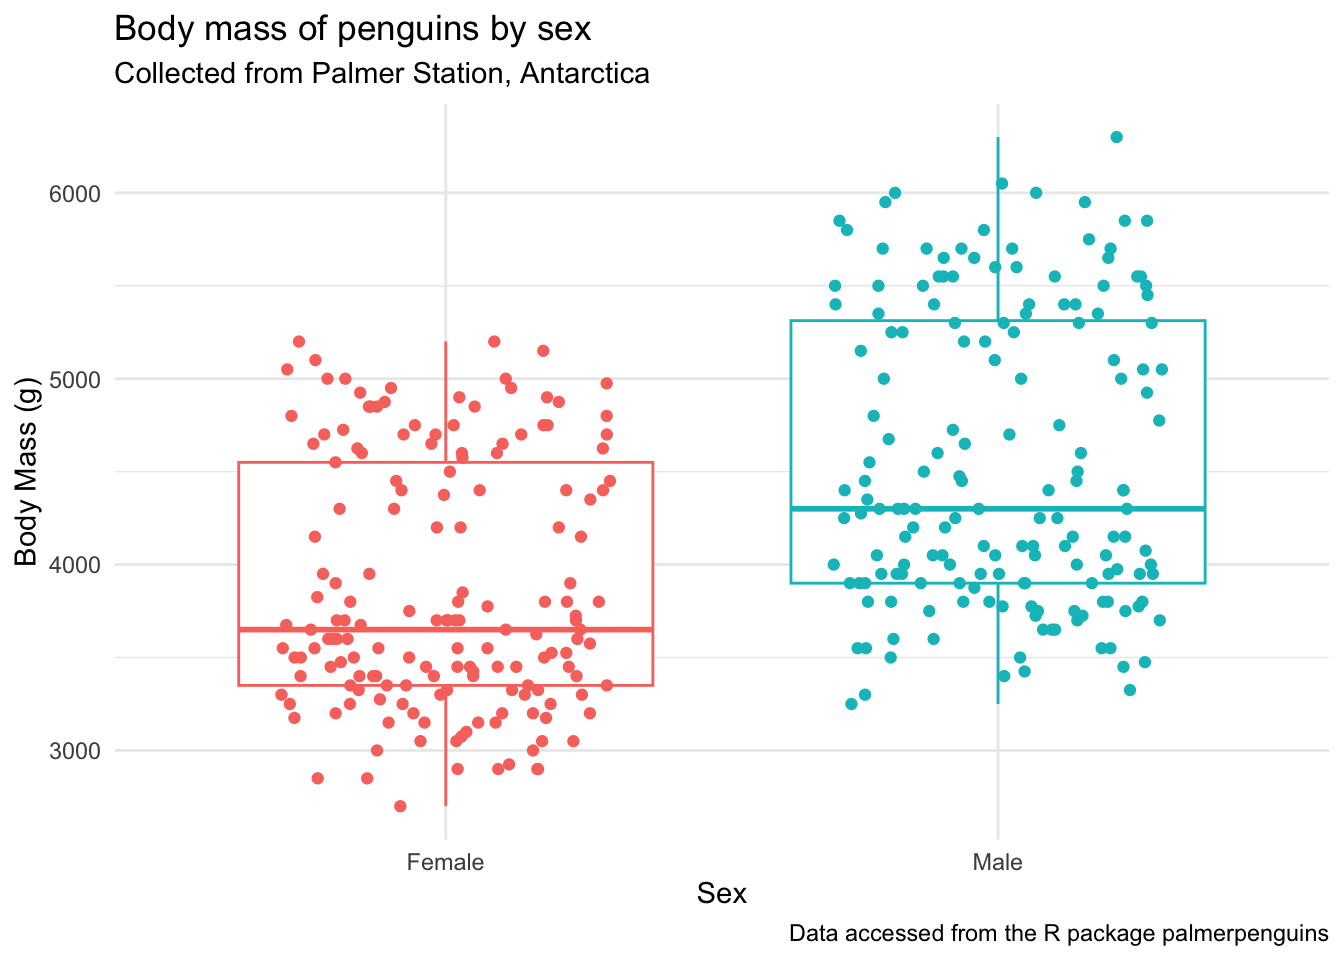 Body mass of penguins by sex
Collected from Palmer Station, Antarctica
6000
5000
4000
3000
Body Mass (g)
Female
Male
Sex
Data accessed from the R package palmerpenguins